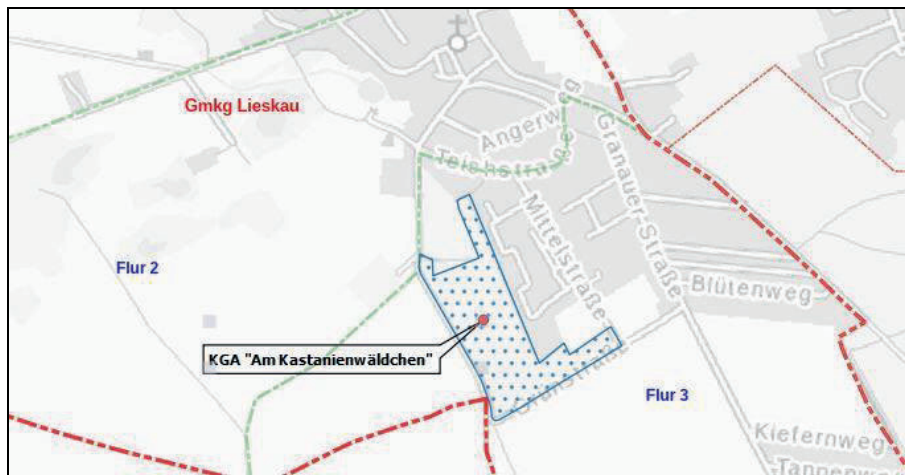 Gmkg Lieskau
Angerweg
Teichstraße
Granauer-Straße
Mittelstraße
Flur 2
Blütenweg
KGA "Am Kastanienwäldchen"
Flur 3
Kiefernweg
Tannenweg